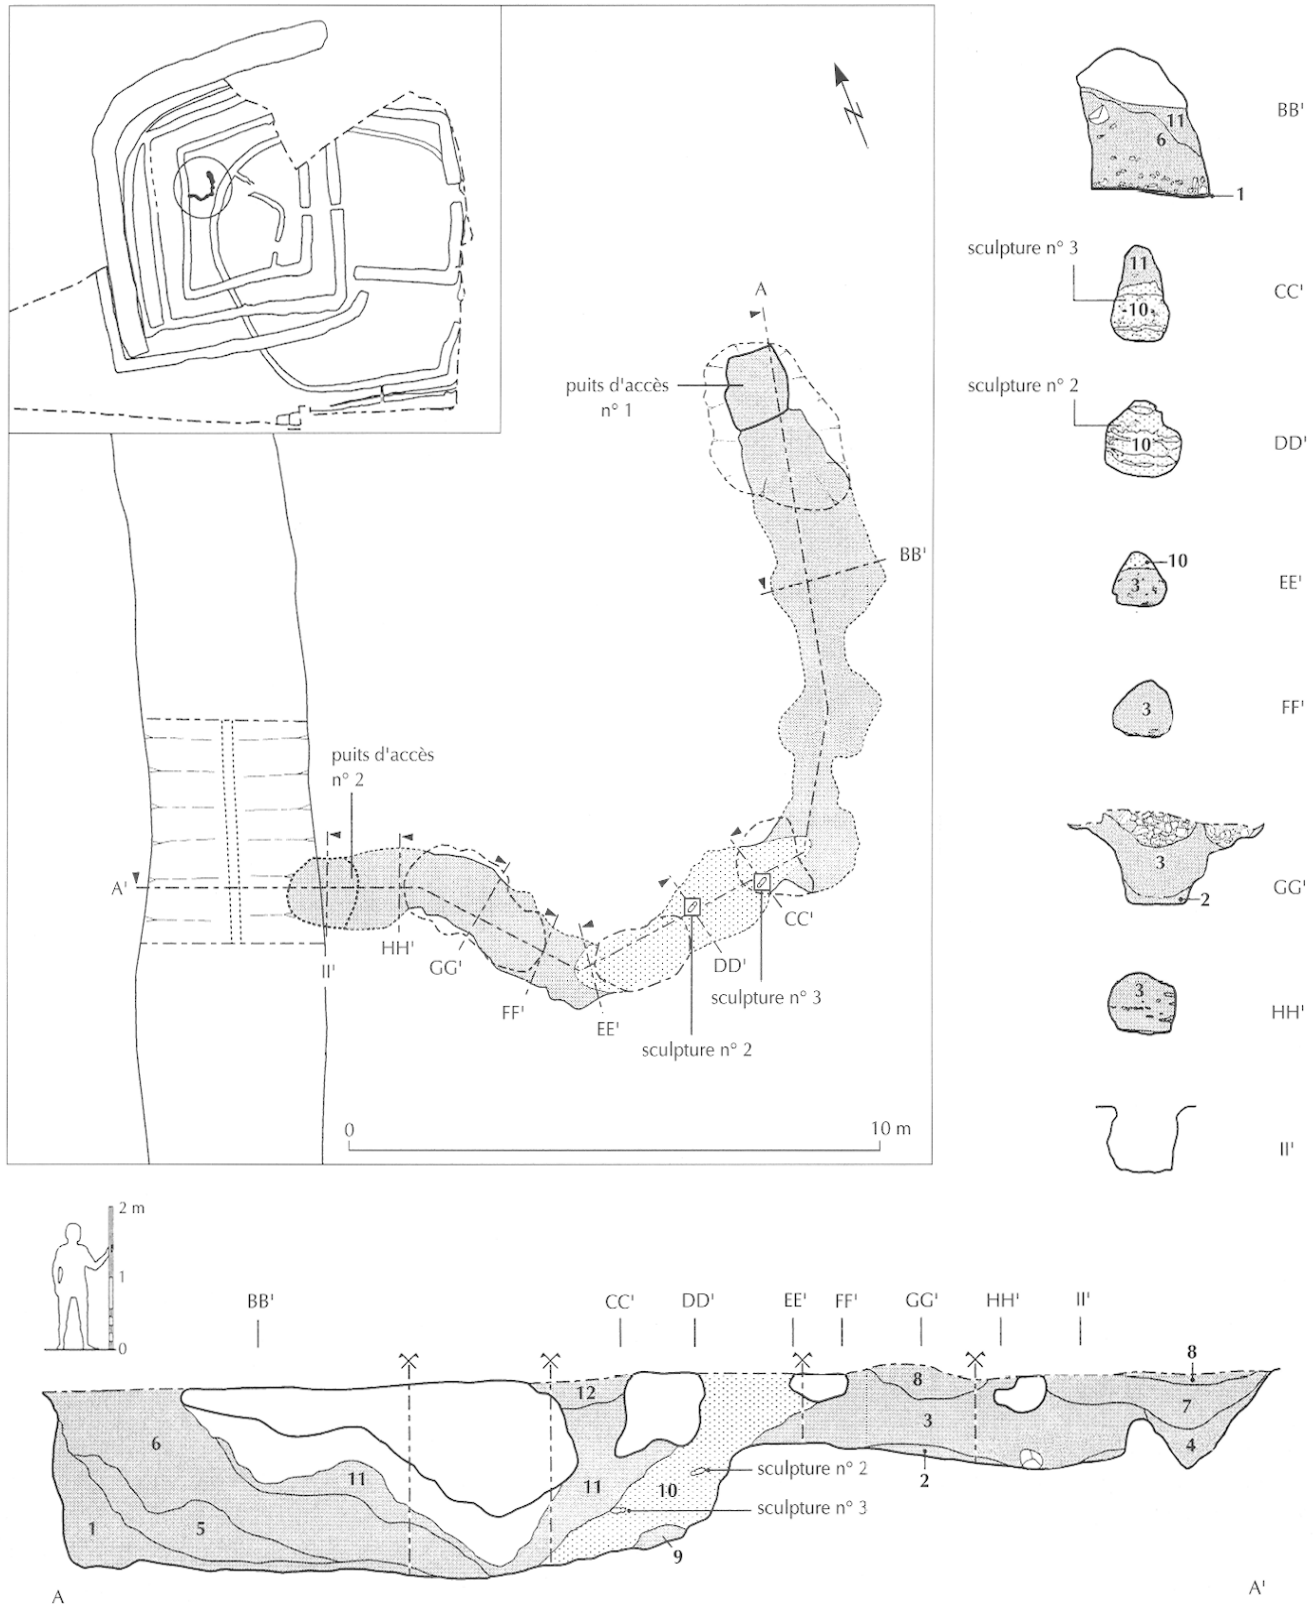 BB'
11
6
1
sculpture n° 3
11
10
CC'
sculpture n° 2
10
DD'
10
3
EE'
3
FF'
3
2
GG'
3
HH'
II'
A
puits d'accès
n° 1
BB'
puits d'accès
n° 2
A'
II'
HH'
GG'
FF'
EE'
DD'
CC'
sculpture n° 3
sculpture n° 2
0
10 m
2 m
1
0
BB'
CC'
DD'
EE'
FF'
GG'
HH'
II'
8
12
8
7
6
3
4
11
11
10
sculpture n° 2
2
1
5
sculpture n° 3
9
A
A'